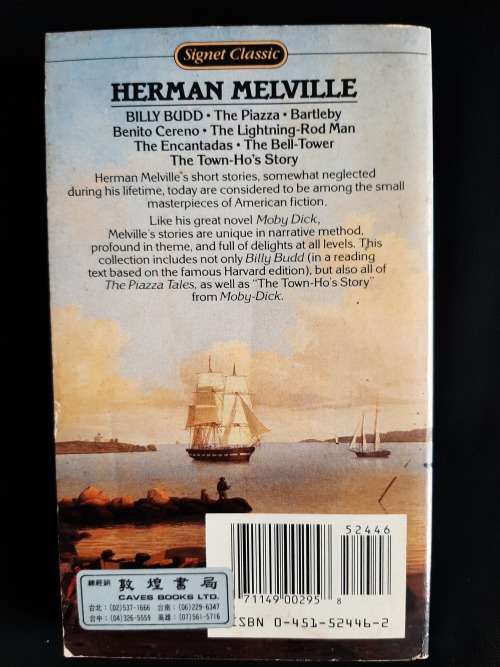 Signet Classic
HERMAN MELVILLE
BILLY BUDD • The Piazza • Bartleby
Benito Cereno • The Lightning-Rod Man
The Encantadas • The Bell-Tower
The Town-Ho's Story
Herman Melville's short stories, somewhat neglected
during his lifetime, today are considered to be among the small
masterpieces of American fiction.
Like his great novel Moby Dick,
Melville's stories are unique in narrative method,
profound in theme, and full of delights at all levels. This
collection includes not only Billy Budd (in a reading
text based on the famous Harvard edition), but also all of
The Piazza Tales, as well as "The Town-Ho's Story"
from Moby-Dick.
52446
71149 00295 8
ISBN 0-451-52446-2
總經銷 敦煌書局
CAVES BOOKS LTD.
台北：(02)537-1666 台南：(06)229-6347
台中：(04)326-5559 高雄：(07)561-5716